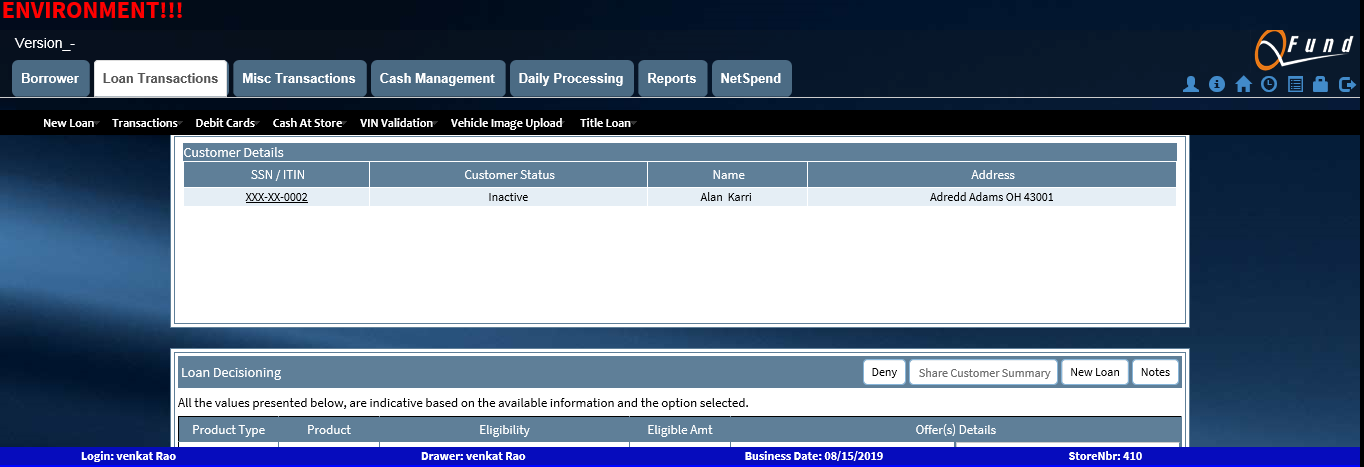 ENVIRONMENT!!!
Version_-
QFund
Borrower Loan Transactions Misc Transactions Cash Management Daily Processing Reports NetSpend
New Loan Transactions Debit Cards Cash At Store VIN Validation Vehicle Image Upload Title Loan
Customer Details
SSN / ITIN Customer Status Name Address
XXX-XX-0002 Inactive Alan Karri Adredd Adams OH 43001
Loan Decisioning Deny Share Customer Summary New Loan Notes
All the values presented below, are indicative based on the available information and the option selected.
Product Type Product Eligibility Eligible Amt Offer(s) Details
Login: venkat Rao Drawer: venkat Rao Business Date: 08/15/2019 StoreNbr: 410